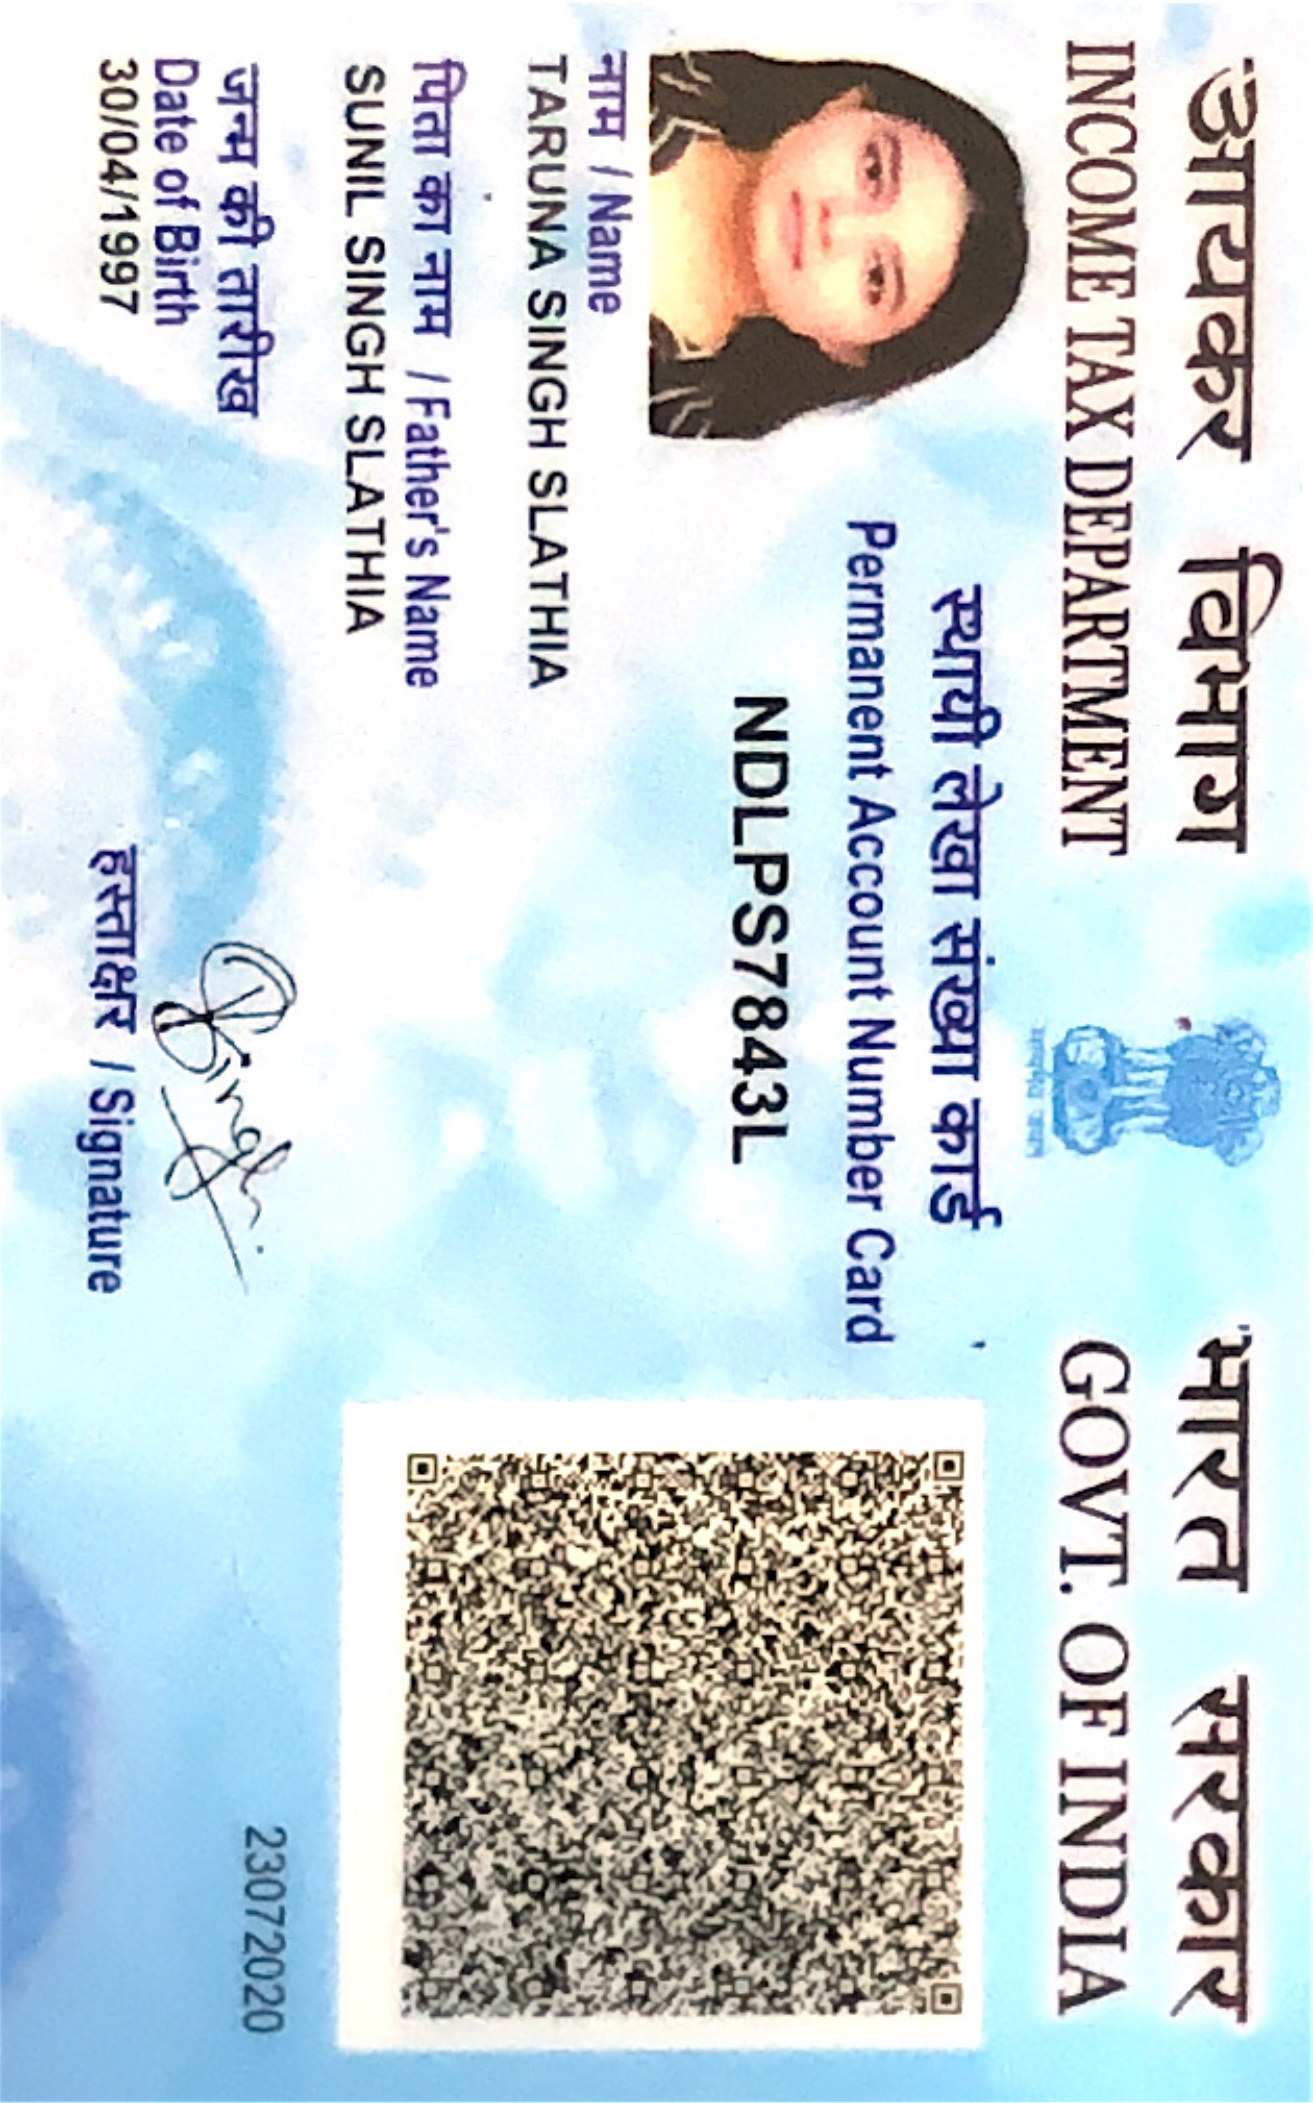 आयकर विभाग
INCOME TAX DEPARTMENT
भारत सरकार
GOVT. OF INDIA
स्थायी लेखा संख्या कार्ड
Permanent Account Number Card
NDLPS7843L
नाम / Name
TARUNA SINGH SLATHIA
पिता का नाम / Father's Name
SUNIL SINGH SLATHIA
जन्म की तारीख
Date of Birth
30/04/1997
हस्ताक्षर / Signature
23072020